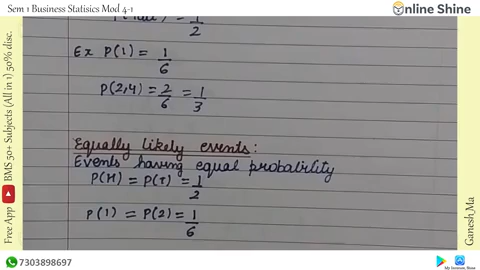 Sem 1 Business Statisics Mod 4-1
Online Shine
= 1/2
Ex P(1) = 1/6
P(2,4) = 2/6 = 1/3
Equally likely events:
Events having equal probability
P(H) = P(T) = 1/2
P(1) = P(2) = 1/6
Free App BMS 50+ Subjects (All in 1) 50% disc.
Ganesh_Ma
7303898697